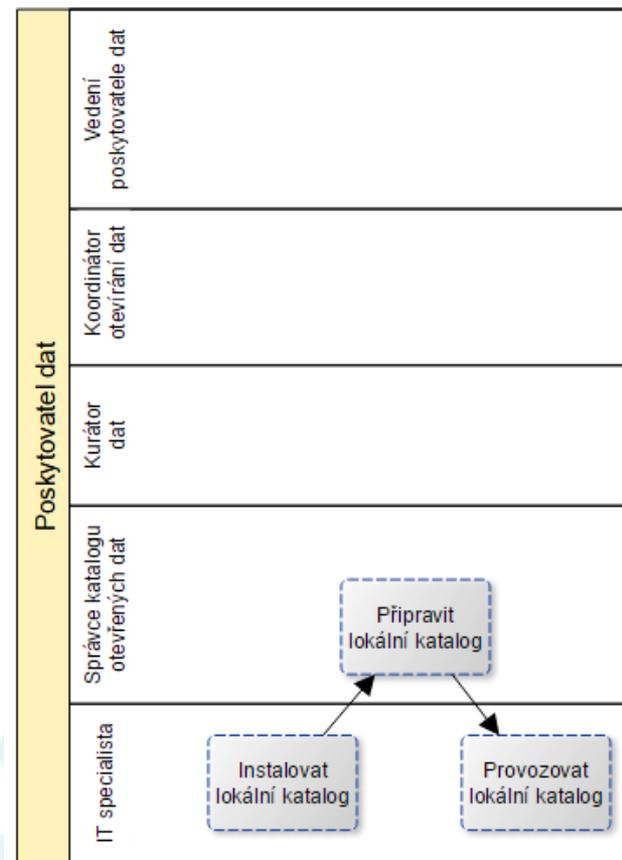 Poskytovatel dat
Vedení
poskytovatele dat
Koordinátor
otevírání dat
Kurátor
dat
Správce katalogu
otevřených dat
Připravit
lokální katalog
IT specialista
Instalovat
lokální katalog
Provozovat
lokální katalog